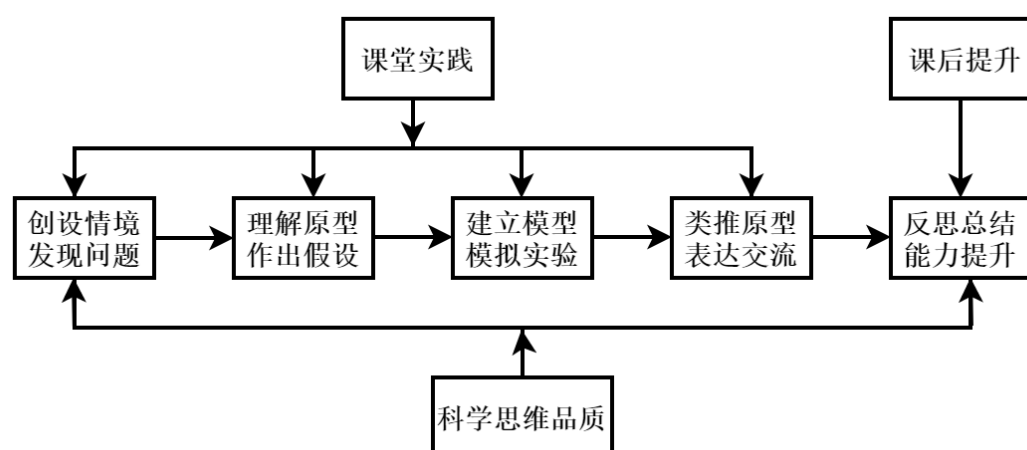 课堂实践
课后提升
创设情境
发现问题
理解原型
作出假设
建立模型
模拟实验
类推原型
表达交流
反思总结
能力提升
科学思维品质